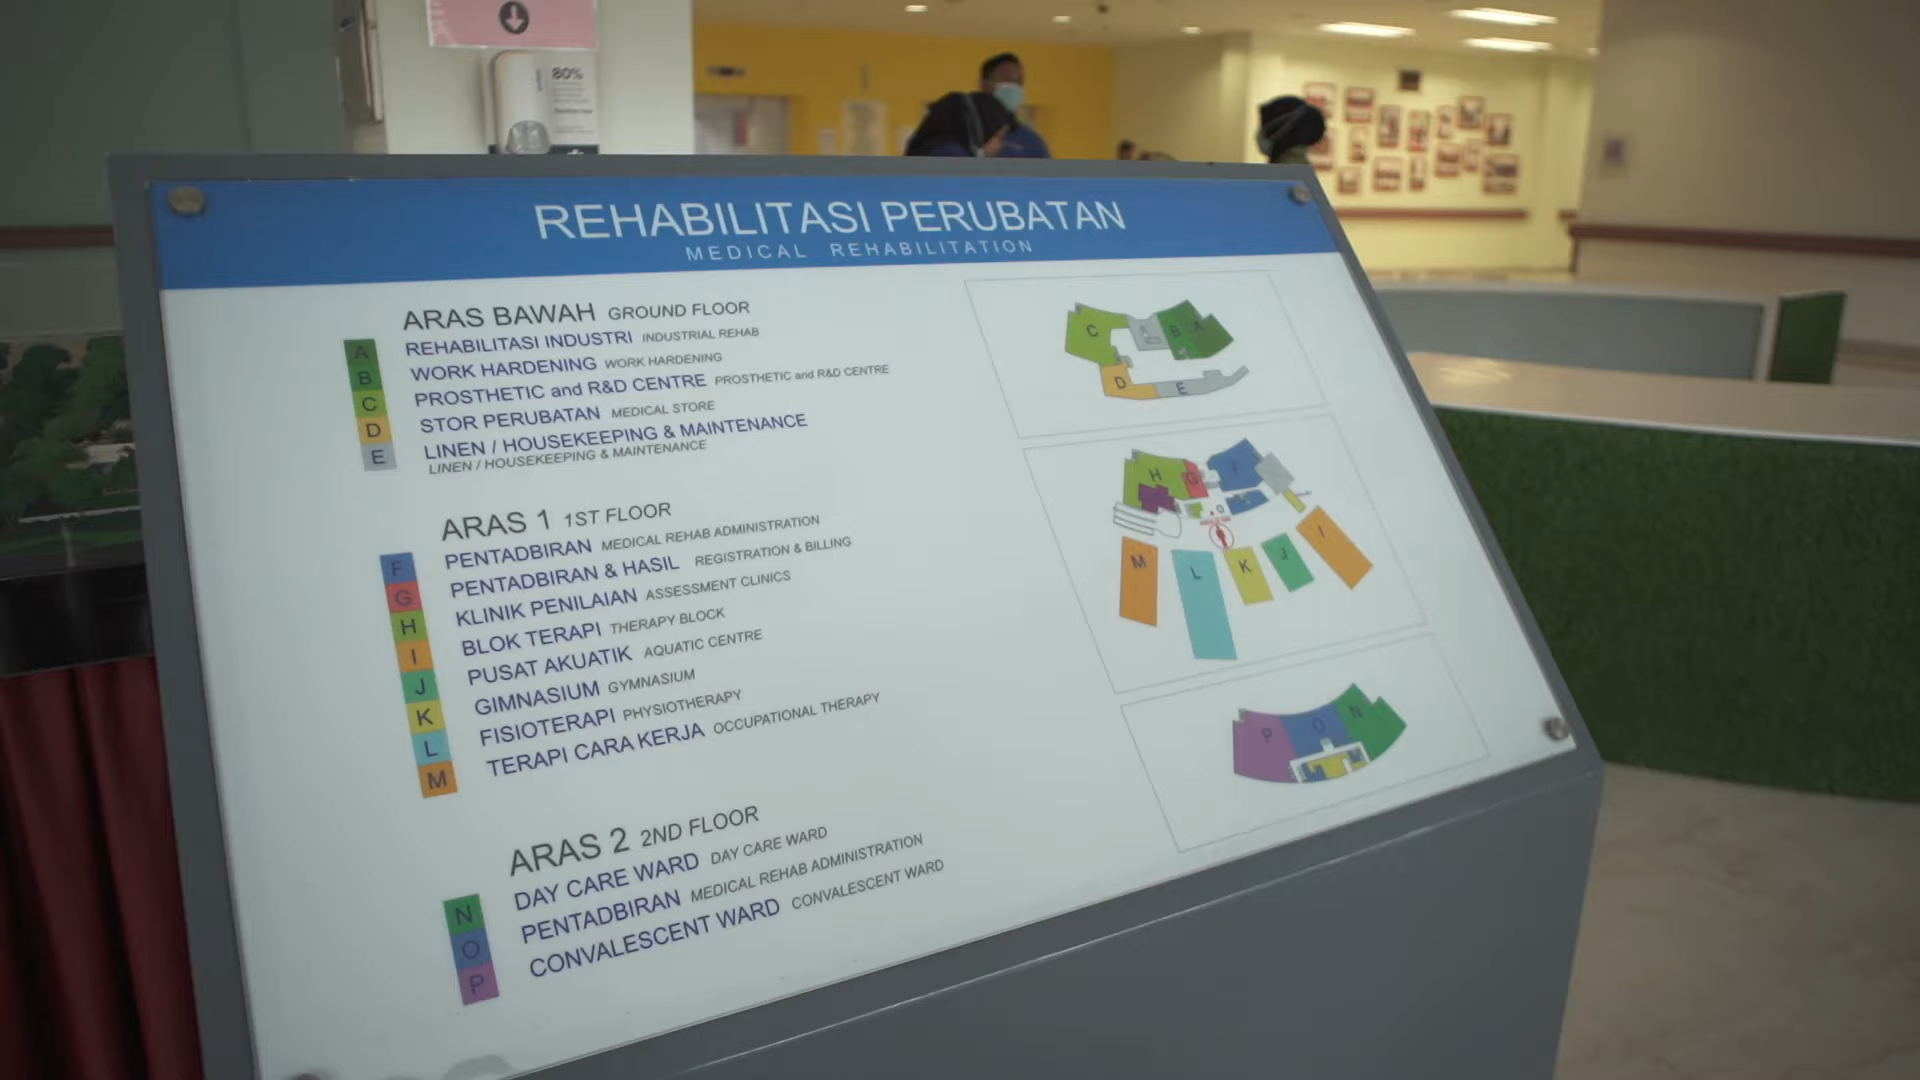 80%
REHABILITASI PERUBATAN
MEDICAL REHABILITATION
ARAS BAWAH GROUND FLOOR
A REHABILITASI INDUSTRI INDUSTRIAL REHAB
B WORK HARDENING WORK HARDENING
C PROSTHETIC and R&D CENTRE PROSTHETIC and R&D CENTRE
D STOR PERUBATAN MEDICAL STORE
E LINEN / HOUSEKEEPING & MAINTENANCE
LINEN / HOUSEKEEPING & MAINTENANCE
ARAS 1 1ST FLOOR
F PENTADBIRAN MEDICAL REHAB ADMINISTRATION
G PENTADBIRAN & HASIL REGISTRATION & BILLING
H KLINIK PENILAIAN ASSESSMENT CLINICS
I BLOK TERAPI THERAPY BLOCK
J PUSAT AKUATIK AQUATIC CENTRE
K GIMNASIUM GYMNASIUM
L FISIOTERAPI PHYSIOTHERAPY
M TERAPI CARA KERJA OCCUPATIONAL THERAPY
ARAS 2 2ND FLOOR
N DAY CARE WARD DAY CARE WARD
O PENTADBIRAN MEDICAL REHAB ADMINISTRATION
P CONVALESCENT WARD CONVALESCENT WARD
C B A
D E
H G F
M L K J I
P O N